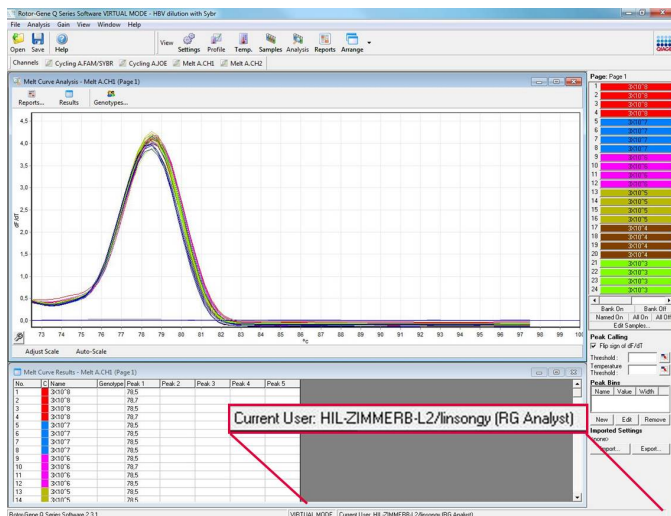 Rotor-Gene Q Series Software VIRTUAL MODE - HBV dilution with Sybr
File Analysis Gain View Window Help
Open Save Help View Settings Profile Temp. Samples Analysis Reports Arrange
QIAGEN
Channels Cycling A.FAM/SYBR Cycling A.JOE Melt A.CH1 Melt A.CH2
Melt Curve Analysis - Melt A.CH1 (Page 1)
Reports... Results Genotypes...
4,5
4,0
3,5
3,0
2,5
2,0
1,5
1,0
0,5
0,0
dF/dT
73 74 75 76 77 78 79 80 81 82 83 84 85 86 87 88 89 90 91 92 93 94 95 96 97 98 99 100
°C
Adjust Scale Auto-Scale
Melt Curve Results - Melt A.CH1 (Page 1)
No. C Name Genotype Peak 1 Peak 2 Peak 3 Peak 4 Peak 5
1 3X10^8 78,5
2 3X10^8 78,7
3 3X10^8 78,7
4 3X10^8 78,5
5 3X10^7 78,5
6 3X10^7 78,5
7 3X10^7 78,5
8 3X10^7 78,5
9 3X10^6 78,5
10 3X10^6 78,7
11 3X10^6 78,7
12 3X10^6 78,5
13 3X10^5 78,5
14 3X10^5 78,5
Current User: HIL-ZIMMERB-L2/linsongy (RG Analyst)
Page: Page 1
1 3X10^8
2 3X10^8
3 3X10^8
4 3X10^8
5 3X10^7
6 3X10^7
7 3X10^7
8 3X10^7
9 3X10^6
10 3X10^6
11 3X10^6
12 3X10^6
13 3X10^5
14 3X10^5
15 3X10^5
16 3X10^5
17 3X10^4
18 3X10^4
19 3X10^4
20 3X10^4
21 3X10^3
22 3X10^3
23 3X10^3
24 3X10^3
Bank On Bank Off
Named On All On All Off
Edit Samples...
Peak Calling
Flip sign of dF/dT
Threshold :
Temperature
Threshold :
Peak Bins
Name Value Width
New Edit Remove
Imported Settings
(none)
Import... Export...
Rotor-Gene Q Series Software 2.3.1 VIRTUAL MODE Current User: HIL-ZIMMERB-L2/linsongy (RG Analyst)